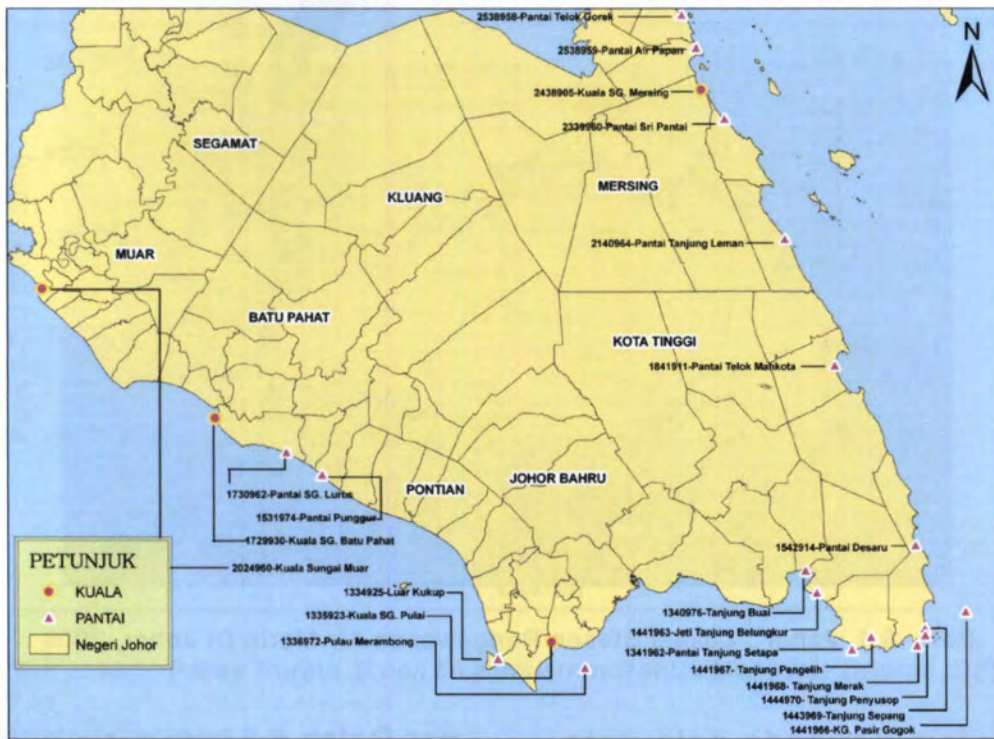 2538958-Pantai Telok Gorek
2538959-Pantai Air Papan
N
2438905-Kuala SG. Mersing
2339960-Pantai Sri Pantai
SEGAMAT
KLUANG
MERSING
2140964-Pantai Tanjung Leman
MUAR
BATU PAHAT
KOTA TINGGI
1841911-Pantai Telok Mahkota
JOHOR BAHRU
PONTIAN
1730962-Pantai SG. Lurus
1531974-Pantai Punggur
1729930-Kuala SG. Batu Pahat
2024960-Kuala Sungai Muar
1542914-Pantai Desaru
PETUNJUK
KUALA
PANTAI
Negeri Johor
1334925-Luar Kukup
1335923-Kuala SG. Pulai
1336972-Pulau Merambong
1340976-Tanjung Buai
1441963-Jeti Tanjung Belungkur
1341962-Pantai Tanjung Setapa
1441967- Tanjung Pangelih
1441968- Tanjung Merak
1444970- Tanjung Penyusop
1443969-Tanjung Sepang
1441966-KG. Pasir Gogok